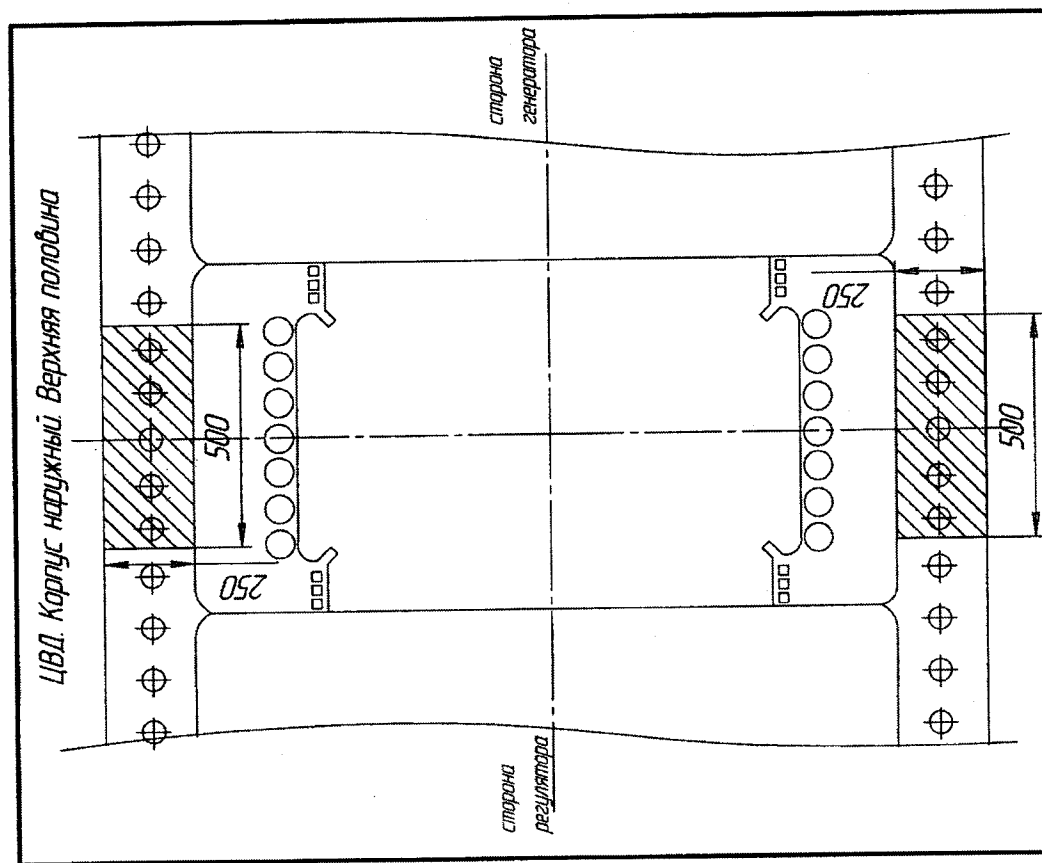 ЦВД. Корпус наружный. Верхняя половина
сторона
генератора
250
500
250
500
сторона
регулятора